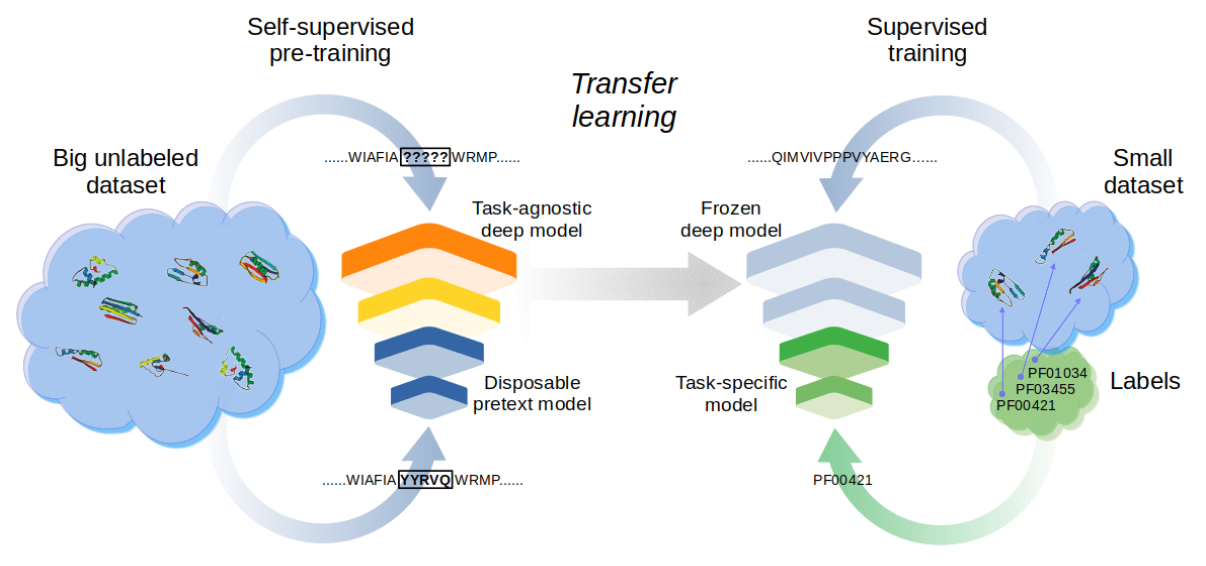 Self-supervised
pre-training
Supervised
training
Transfer
learning
......WIAFIA ????? WRMP......
......QIMVIVPPPVYAERG......
Big unlabeled
dataset
Small
dataset
Task-agnostic
deep model
Frozen
deep model
Disposable
pretext model
Task-specific
model
PF01034
PF03455
PF00421
Labels
......WIAFIA YYRVQ WRMP......
PF00421